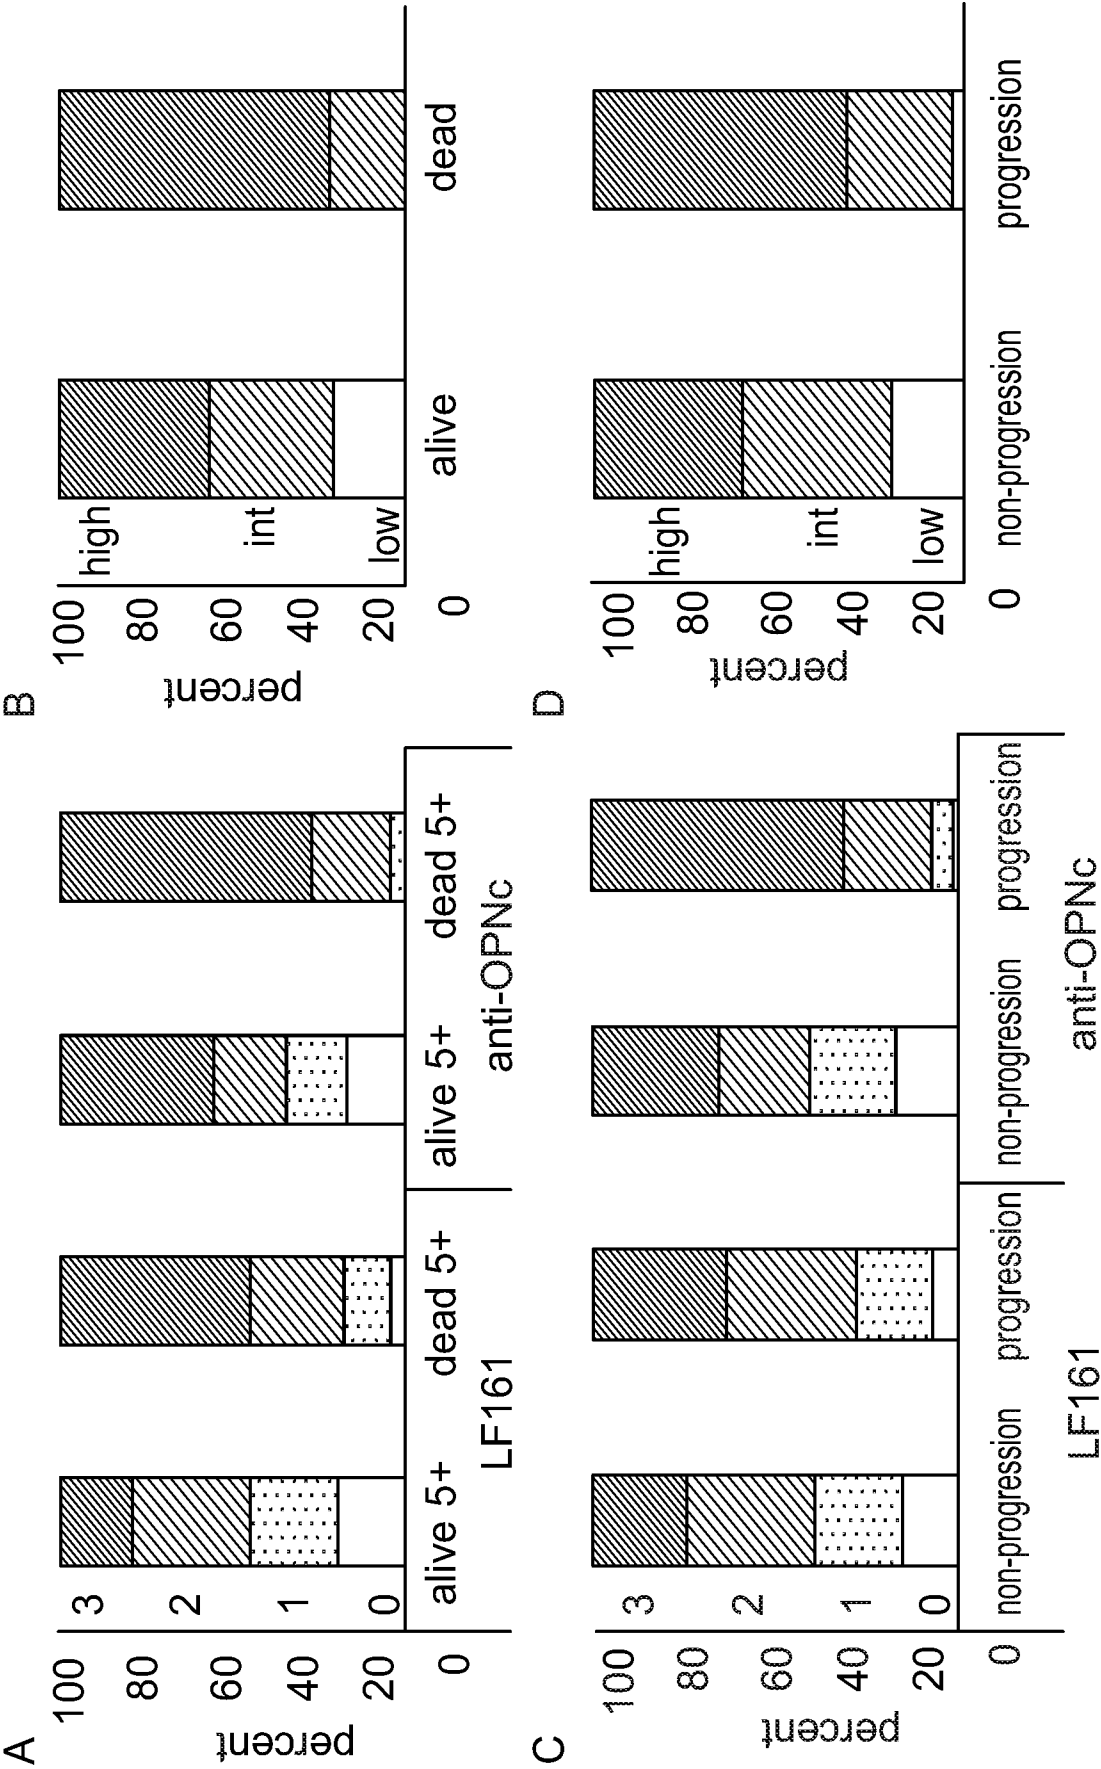 A
percent
100
80
60
40
20
0
3
2
1
0
alive 5+ dead 5+ alive 5+ dead 5+
LF161 anti-OPNc
B
percent
100
80
60
40
20
0
high
int
low
alive dead
C
percent
100
80
60
40
20
0
3
2
1
0
non-progression progression non-progression progression
LF161 anti-OPNc
D
percent
100
80
60
40
20
0
high
int
low
non-progression progression